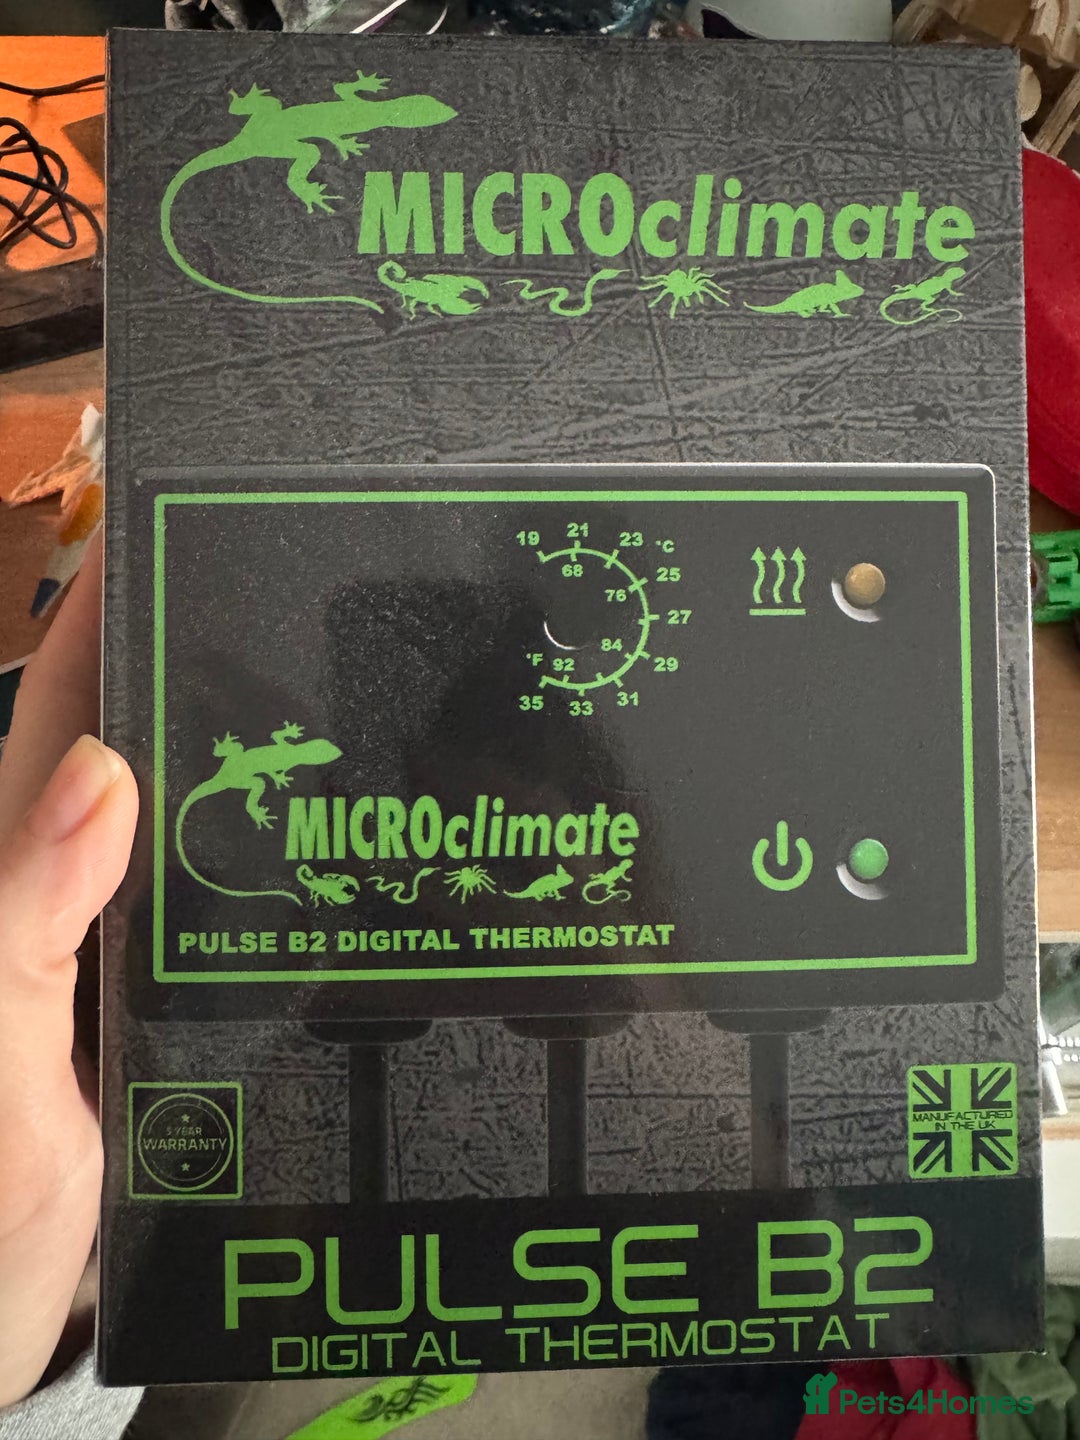 MICROclimate
19 21 23 °C
68 25
76
27
84
°F 92 29
35 33 31
MICROclimate
PULSE B2 DIGITAL THERMOSTAT
5 YEAR
WARRANTY
MANUFACTURED
IN THE UK
PULSE B2
DIGITAL THERMOSTAT
Pets4Homes